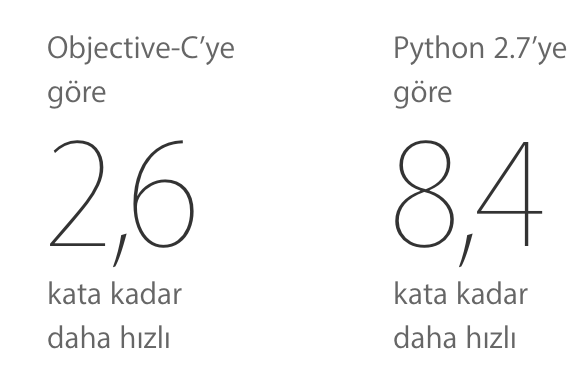 Objective-C’ye
göre
2,6
kata kadar
daha hızlı
Python 2.7’ye
göre
8,4
kata kadar
daha hızlı